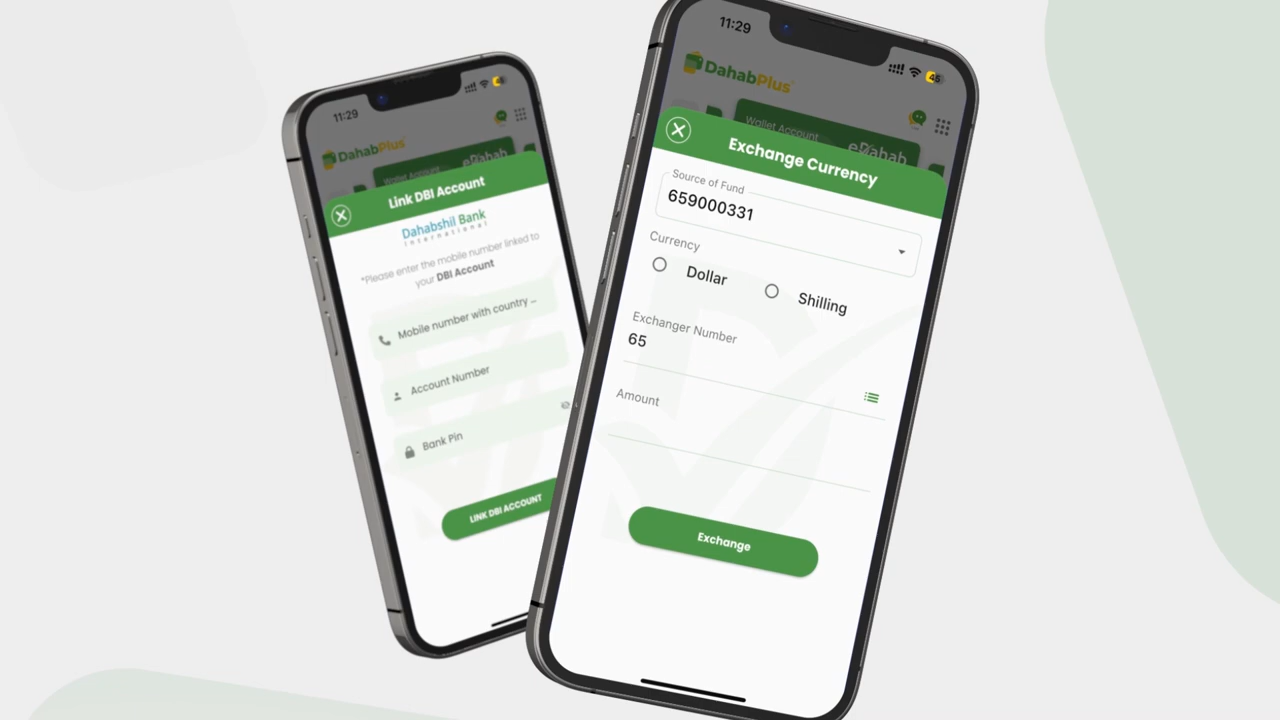 11:29
DahabPlus
Wallet Account
eDahab
Link DBI Account
Dahabshil Bank
International
*Please enter the mobile number linked to
your DBI Account
Mobile number with country ...
Account Number
Bank Pin
LINK DBI ACCOUNT
11:29
45
DahabPlus
Wallet Account
eDahab
Exchange Currency
Source of Fund
659000331
Currency
Dollar
Shilling
Exchanger Number
65
Amount
Exchange